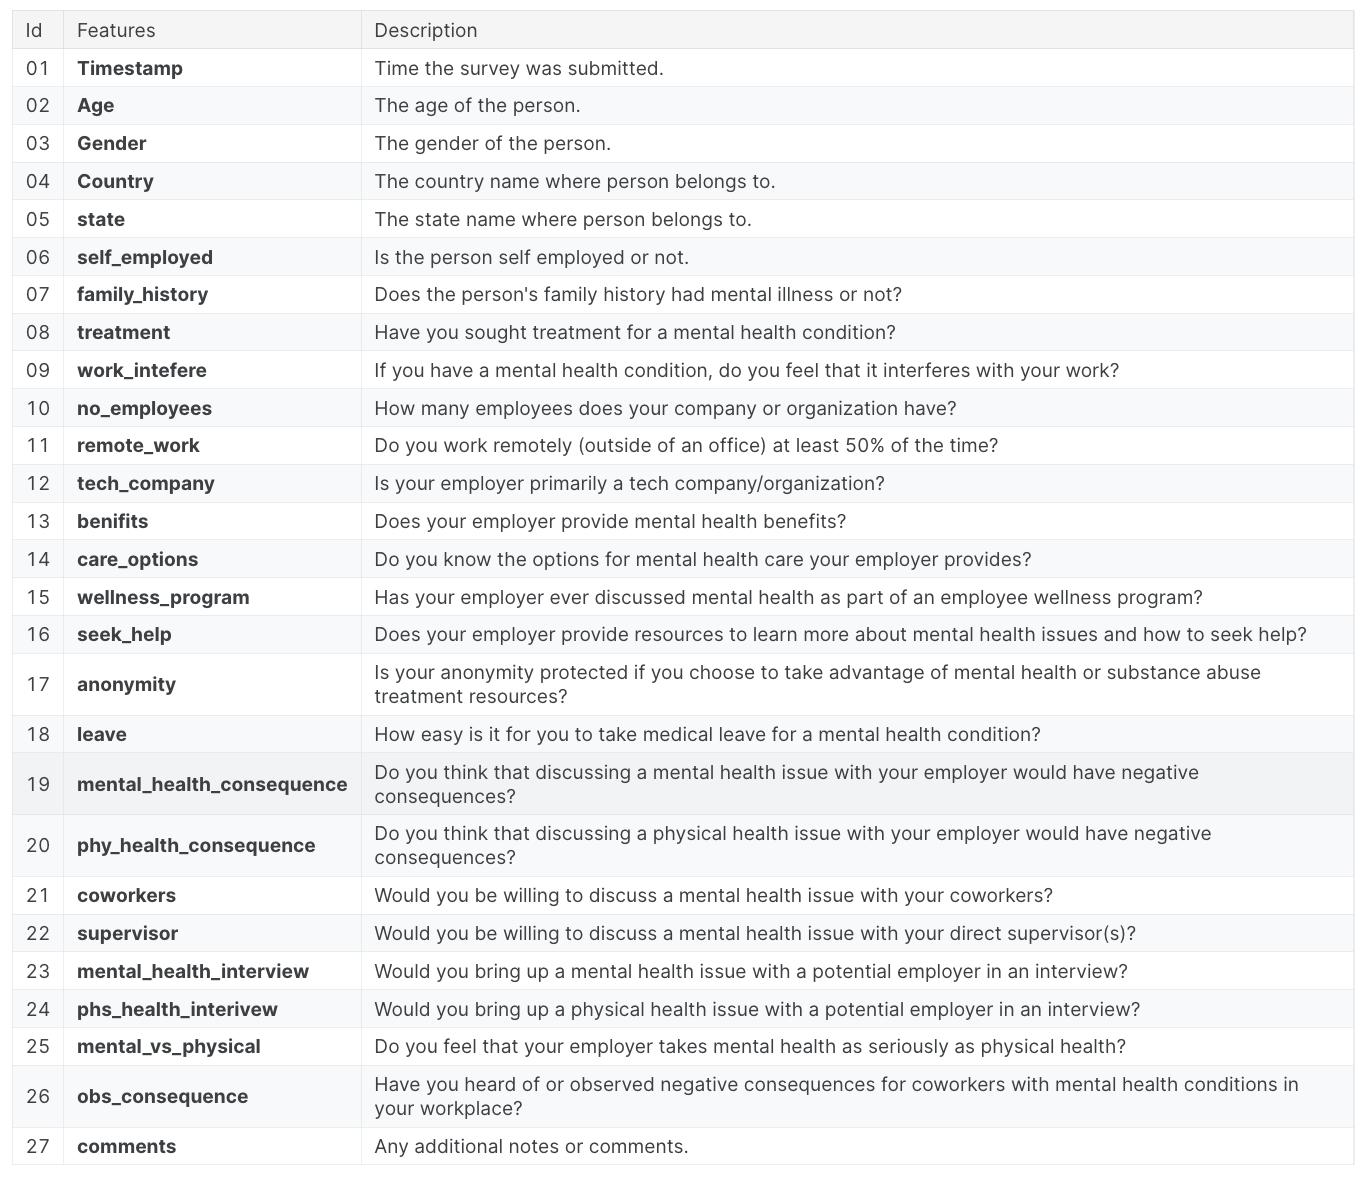 Id Features Description
01 Timestamp Time the survey was submitted.
02 Age The age of the person.
03 Gender The gender of the person.
04 Country The country name where person belongs to.
05 state The state name where person belongs to.
06 self_employed Is the person self employed or not.
07 family_history Does the person's family history had mental illness or not?
08 treatment Have you sought treatment for a mental health condition?
09 work_intefere If you have a mental health condition, do you feel that it interferes with your work?
10 no_employees How many employees does your company or organization have?
11 remote_work Do you work remotely (outside of an office) at least 50% of the time?
12 tech_company Is your employer primarily a tech company/organization?
13 benifits Does your employer provide mental health benefits?
14 care_options Do you know the options for mental health care your employer provides?
15 wellness_program Has your employer ever discussed mental health as part of an employee wellness program?
16 seek_help Does your employer provide resources to learn more about mental health issues and how to seek help?
17 anonymity Is your anonymity protected if you choose to take advantage of mental health or substance abuse
treatment resources?
18 leave How easy is it for you to take medical leave for a mental health condition?
19 mental_health_consequence Do you think that discussing a mental health issue with your employer would have negative
consequences?
20 phy_health_consequence Do you think that discussing a physical health issue with your employer would have negative
consequences?
21 coworkers Would you be willing to discuss a mental health issue with your coworkers?
22 supervisor Would you be willing to discuss a mental health issue with your direct supervisor(s)?
23 mental_health_interview Would you bring up a mental health issue with a potential employer in an interview?
24 phs_health_interivew Would you bring up a physical health issue with a potential employer in an interview?
25 mental_vs_physical Do you feel that your employer takes mental health as seriously as physical health?
26 obs_consequence Have you heard of or observed negative consequences for coworkers with mental health conditions in
your workplace?
27 comments Any additional notes or comments.